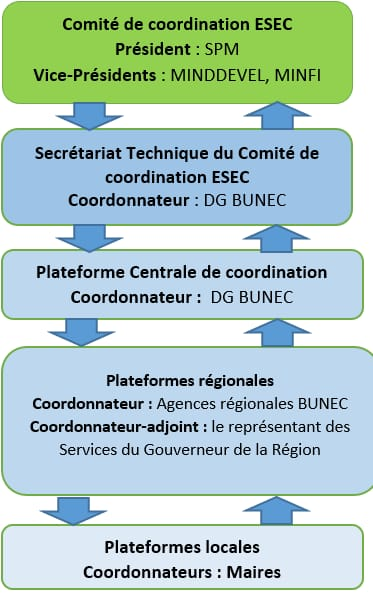 Comité de coordination ESEC
Président : SPM
Vice-Présidents : MINDDEVEL, MINFI
Secrétariat Technique du Comité de
coordination ESEC
Coordonnateur : DG BUNEC
Plateforme Centrale de coordination
Coordonnateur : DG BUNEC
Plateformes régionales
Coordonnateur : Agences régionales BUNEC
Coordonnateur-adjoint : le représentant des
Services du Gouverneur de la Région
Plateformes locales
Coordonnateurs : Maires